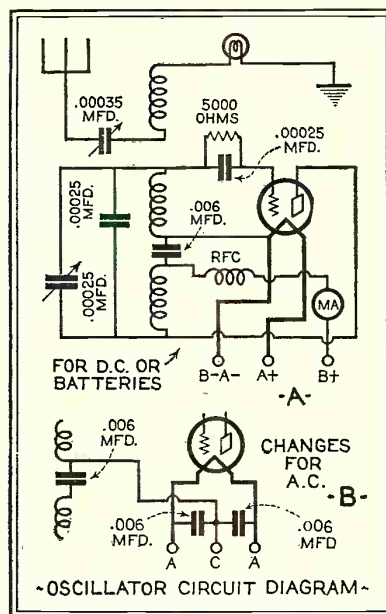 .00035
MFD.
5000
OHMS
.00025
MFD.
.00025
MFD.
.006
MFD.
.00025
MFD.
RFC
MA
FOR D.C. OR
BATTERIES
B-A-
A+
B+
-A-
.006
MFD.
CHANGES
FOR
A.C.
-B-
.006
MFD.
.006
MFD
A
C
A
~OSCILLATOR CIRCUIT DIAGRAM~